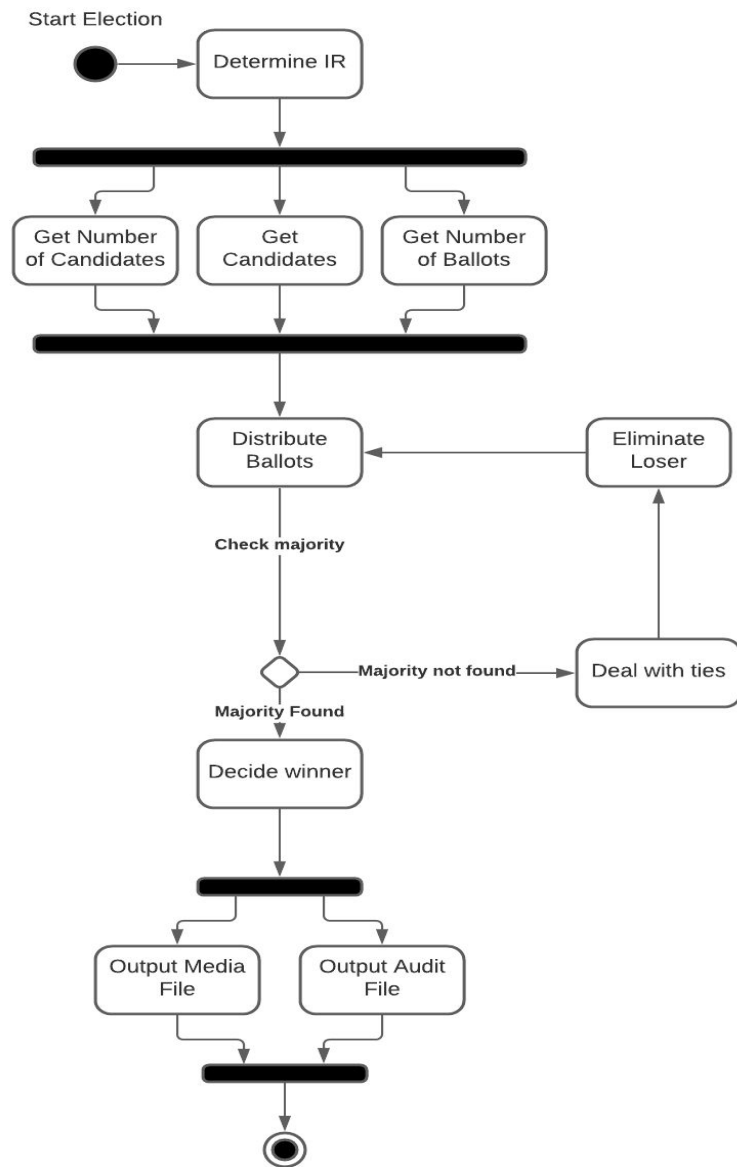 Start Election
Determine IR
Get Number
of Candidates
Get
Candidates
Get Number
of Ballots
Distribute
Ballots
Eliminate
Loser
Check majority
Majority not found
Deal with ties
Majority Found
Decide winner
Output Media
File
Output Audit
File